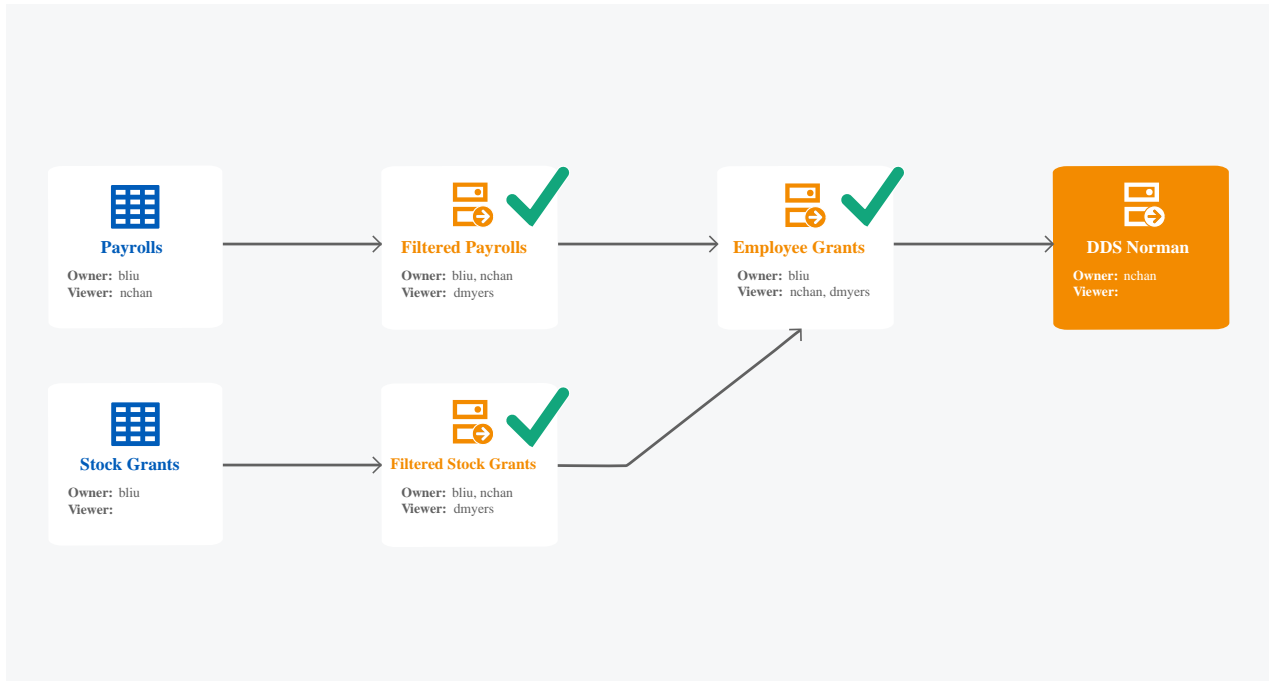 Payrolls
Owner: bliu
Viewer: nchan
Filtered Payrolls
Owner: bliu, nchan
Viewer: dmyers
Employee Grants
Owner: bliu
Viewer: nchan, dmyers
DDS Norman
Owner: nchan
Viewer:
Stock Grants
Owner: bliu
Viewer:
Filtered Stock Grants
Owner: bliu, nchan
Viewer: dmyers